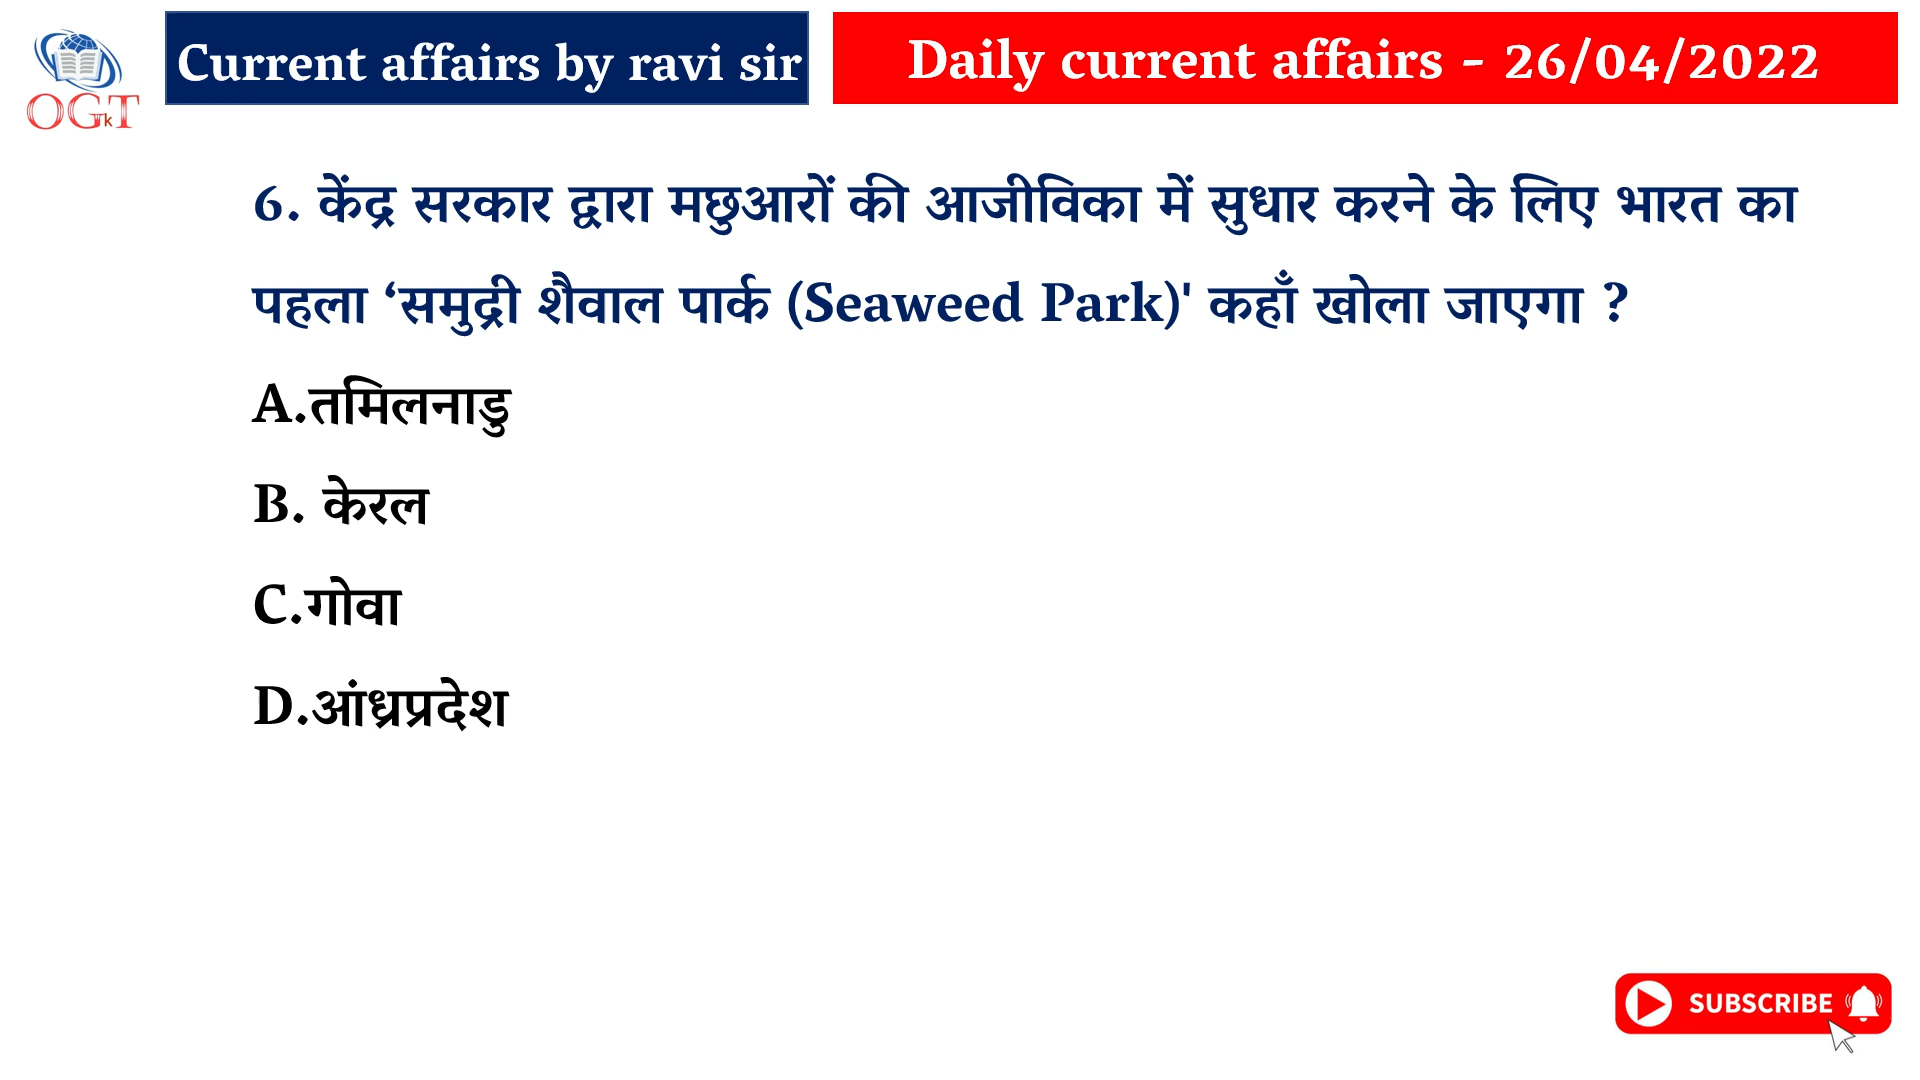 OGT
k
Current affairs by ravi sir
Daily current affairs - 26/04/2022
6. केंद्र सरकार द्वारा मछुआरों की आजीविका में सुधार करने के लिए भारत का
पहला ‘समुद्री शैवाल पार्क (Seaweed Park)' कहाँ खोला जाएगा ?
A.तमिलनाडु
B. केरल
C.गोवा
D.आंध्रप्रदेश
SUBSCRIBE